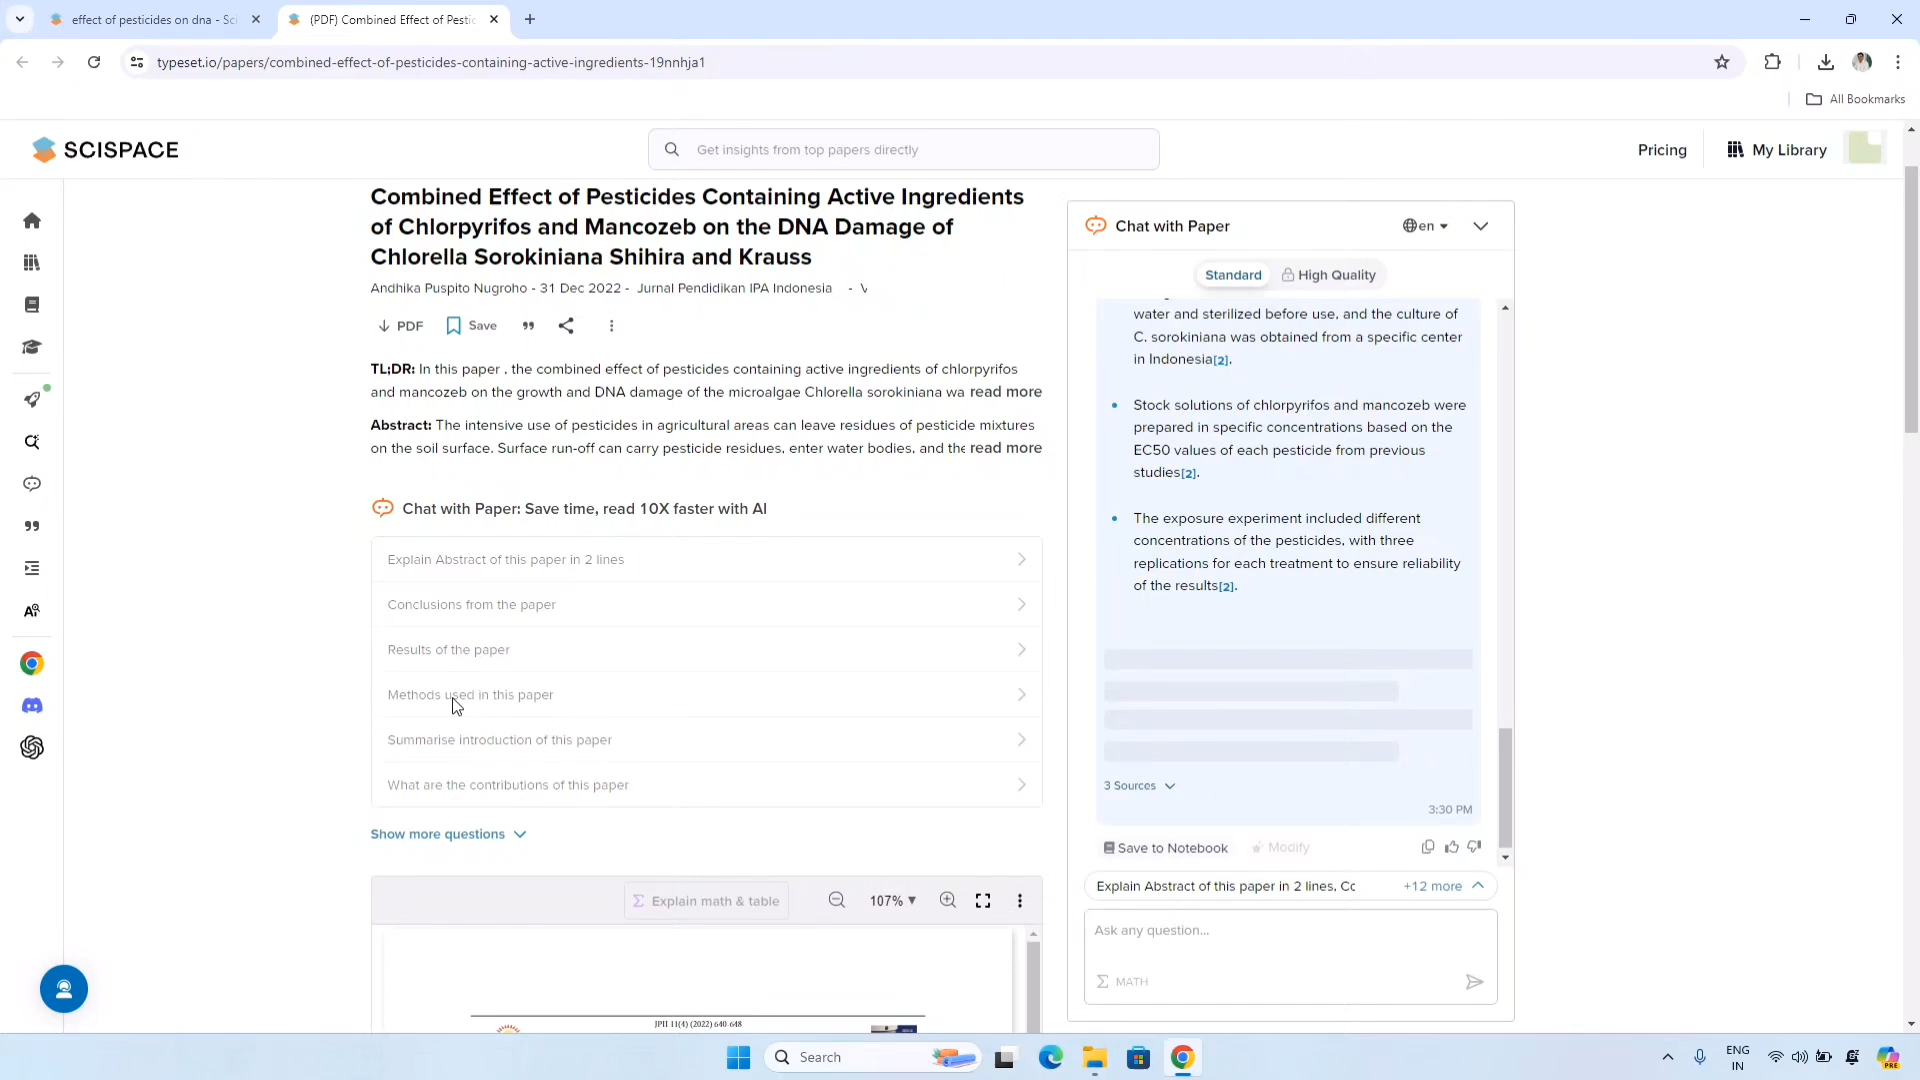 effect of pesticides on dna - Sci
(PDF) Combined Effect of Pestic
typeset.io/papers/combined-effect-of-pesticides-containing-active-ingredients-19nnhja1
All Bookmarks
SCISPACE
Get insights from top papers directly
Pricing
My Library
Combined Effect of Pesticides Containing Active Ingredients
of Chlorpyrifos and Mancozeb on the DNA Damage of
Chlorella Sorokiniana Shihira and Krauss
Andhika Puspito Nugroho - 31 Dec 2022 - Jurnal Pendidikan IPA Indonesia - V
PDF
Save
TL;DR: In this paper , the combined effect of pesticides containing active ingredients of chlorpyrifos
and mancozeb on the growth and DNA damage of the microalgae Chlorella sorokiniana wa read more
Abstract: The intensive use of pesticides in agricultural areas can leave residues of pesticide mixtures
on the soil surface. Surface run-off can carry pesticide residues, enter water bodies, and the read more
Chat with Paper: Save time, read 10X faster with AI
Explain Abstract of this paper in 2 lines
Conclusions from the paper
Results of the paper
Methods used in this paper
Summarise introduction of this paper
What are the contributions of this paper
Show more questions
Explain math & table
107%
JPII 11(4) (2022) 640-648
Chat with Paper
en
Standard
High Quality
water and sterilized before use, and the culture of
C. sorokiniana was obtained from a specific center
in Indonesia[2].
• Stock solutions of chlorpyrifos and mancozeb were
prepared in specific concentrations based on the
EC50 values of each pesticide from previous
studies[2].
• The exposure experiment included different
concentrations of the pesticides, with three
replications for each treatment to ensure reliability
of the results[2].
3 Sources
3:30 PM
Save to Notebook
Modify
Explain Abstract of this paper in 2 lines, Cc
+12 more
Ask any question...
MATH
Search
ENG
IN
PRE